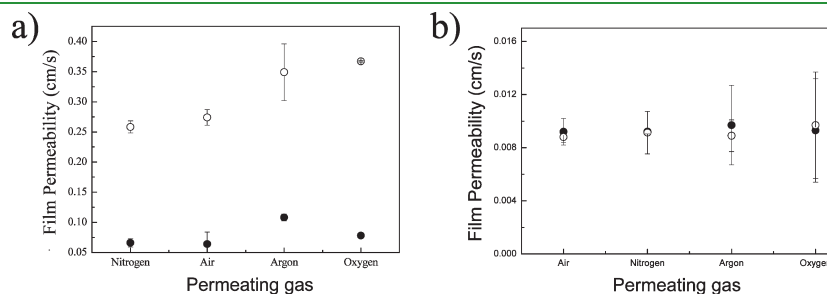 a)
Film Permeability (cm/s)
0.40
0.35
0.30
0.25
0.20
0.15
0.10
0.05
Nitrogen Air Argon Oxygen
Permeating gas
b)
Film Permeability (cm/s)
0.016
0.012
0.008
0.004
0.000
Air Nitrogen Argon Oxygen
Permeating gas